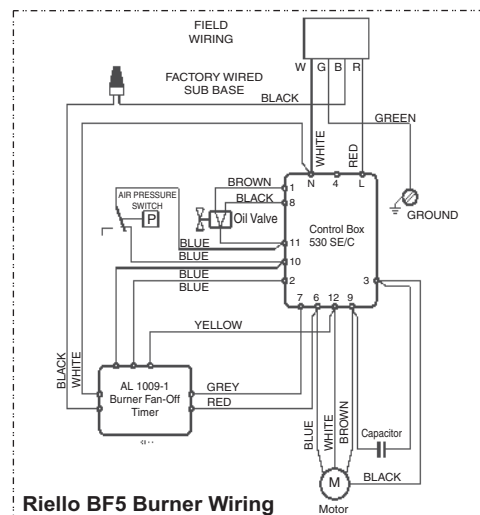 FIELD
WIRING
W G B R
FACTORY WIRED
SUB BASE
BLACK
GREEN
WHITE
RED
BROWN
1
N 4 L
BLACK
8
AIR PRESSURE
SWITCH
P
Oil Valve
Control Box
530 SE/C
GROUND
BLUE
11
BLUE
10
BLUE
2
3
BLUE
7 6 12 9
YELLOW
BLACK
WHITE
AL 1009-1
Burner Fan-Off
Timer
GREY
RED
BLUE
WHITE
BROWN
Capacitor
M
BLACK
Motor
Riello BF5 Burner Wiring